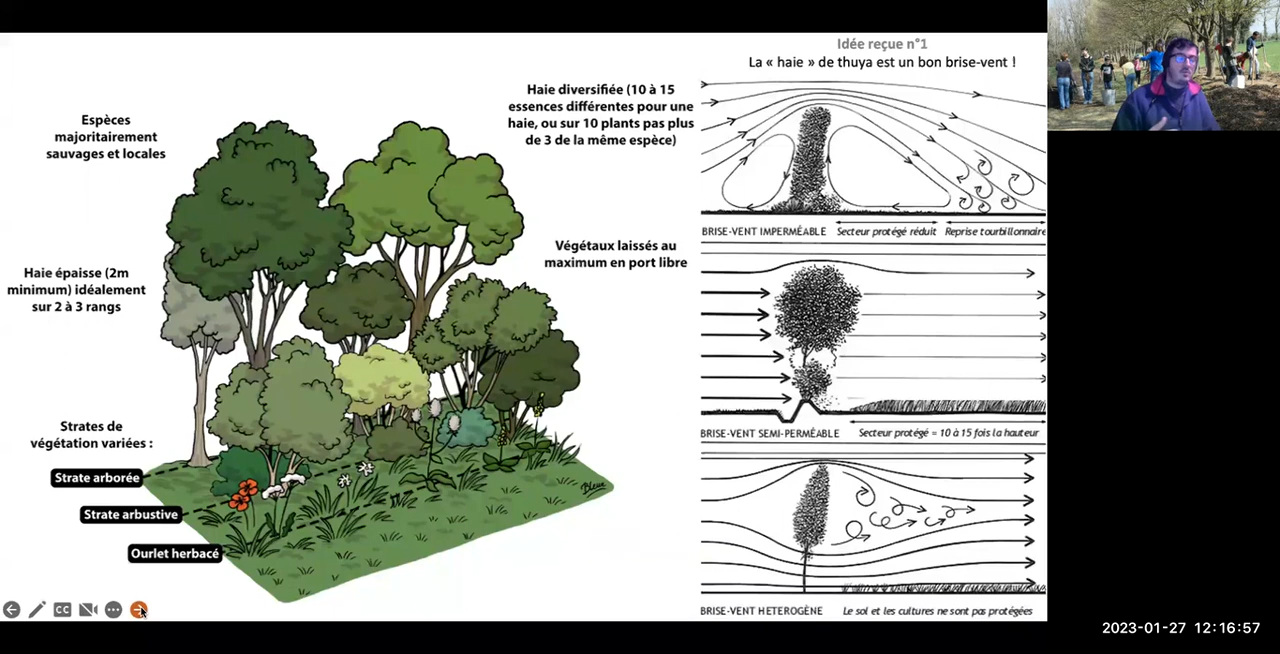 Idée reçue n°1
La « haie » de thuya est un bon brise-vent !
Espèces
majoritairement
sauvages et locales
Haie diversifiée (10 à 15
essences différentes pour une
haie, ou sur 10 plants pas plus
de 3 de la même espèce)
Végétaux laissés au
maximum en port libre
Haie épaisse (2m
minimum) idéalement
sur 2 à 3 rangs
Strates de
végétation variées :
Strate arborée
Strate arbustive
Ourlet herbacé
Bleue
BRISE-VENT IMPERMÉABLE Secteur protégé réduit Reprise tourbillonnaire
BRISE-VENT SEMI-PERMÉABLE Secteur protégé = 10 à 15 fois la hauteur
BRISE-VENT HETEROGÈNE Le sol et les cultures ne sont pas protégées
CC
2023-01-27 12:16:57